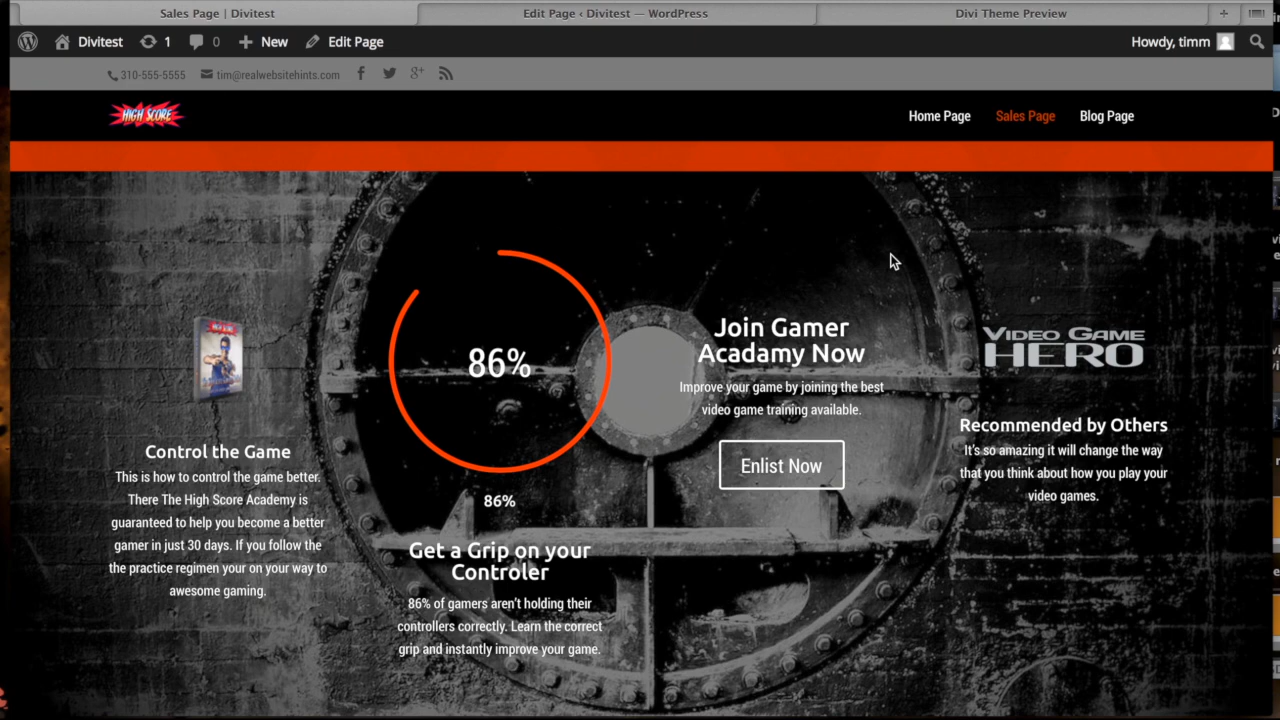 Sales Page | Divitest
Edit Page ‹ Divitest — WordPress
Divi Theme Preview
+
Divitest
1
0
New
Edit Page
Howdy, timm
310-555-5555
tim@realwebsitehints.com
HIGH SCORE
Home Page
Sales Page
Blog Page
Control the Game
This is how to control the game better.
There The High Score Academy is
guaranteed to help you become a better
gamer in just 30 days. If you follow the
the practice regimen your on your way to
awesome gaming.
86%
86%
Get a Grip on your
Controler
86% of gamers aren't holding their
controllers correctly. Learn the correct
grip and instantly improve your game.
Join Gamer
Acadamy Now
Improve your game by joining the best
video game training available.
Enlist Now
VIDEO GAME
HERO
Recommended by Others
It's so amazing it will change the way
that you think about how you play your
video games.